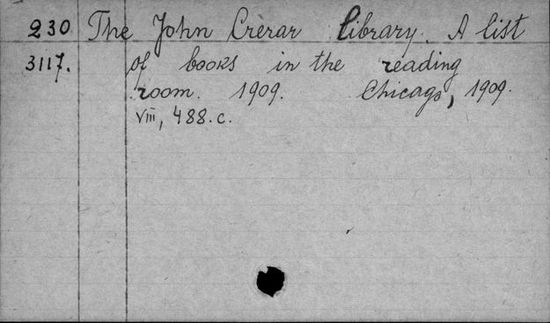 230 The John Crerar library. A list
3117. of books in the reading
room. 1909. Chicago, 1909.
VIII, 488.c.